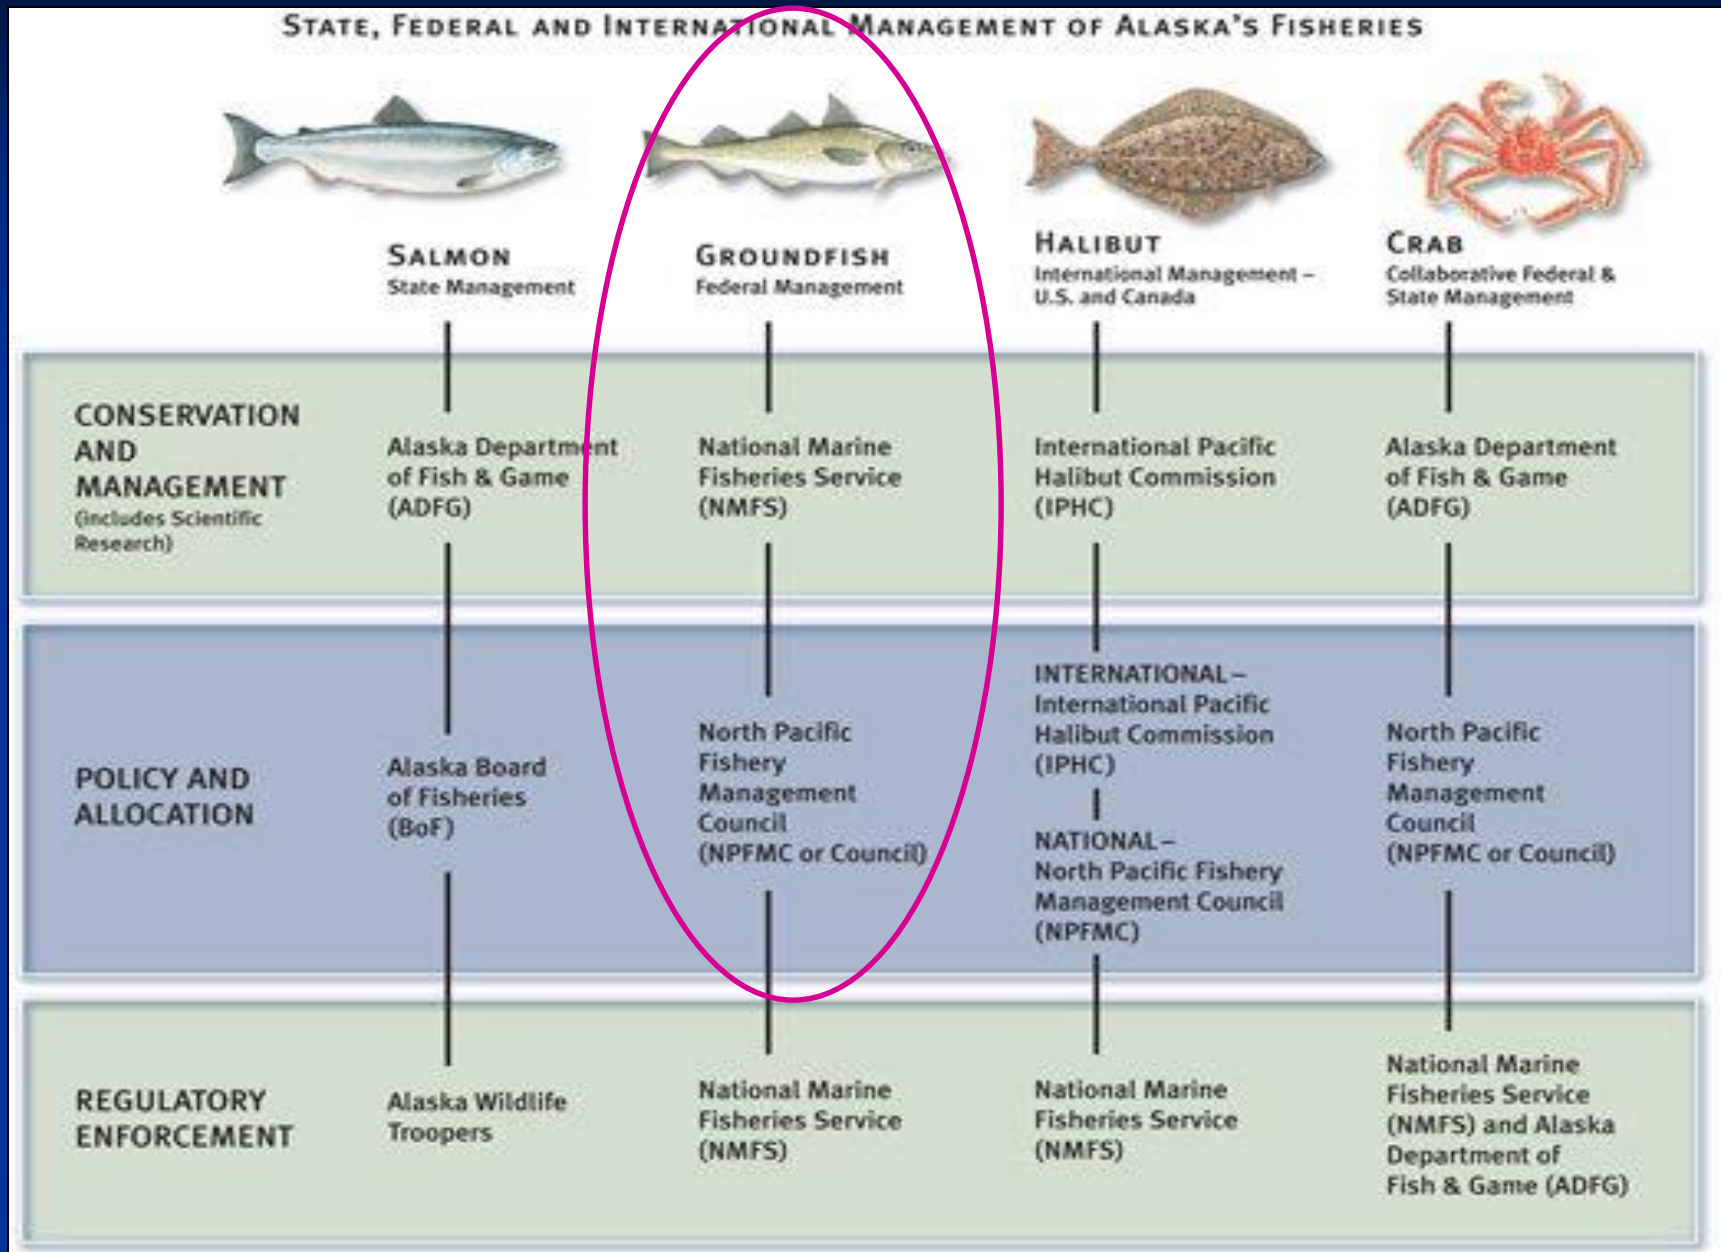 STATE, FEDERAL AND INTERNATIONAL MANAGEMENT OF ALASKA'S FISHERIES
SALMON
State Management
GROUNDFISH
Federal Management
HALIBUT
International Management –
U.S. and Canada
CRAB
Collaborative Federal &
State Management
CONSERVATION
AND
MANAGEMENT
(includes Scientific
Research)
Alaska Department
of Fish & Game
(ADFG)
National Marine
Fisheries Service
(NMFS)
International Pacific
Halibut Commission
(IPHC)
Alaska Department
of Fish & Game
(ADFG)
POLICY AND
ALLOCATION
Alaska Board
of Fisheries
(BoF)
North Pacific
Fishery
Management
Council
(NPFMC or Council)
INTERNATIONAL –
International Pacific
Halibut Commission
(IPHC)
NATIONAL –
North Pacific Fishery
Management Council
(NPFMC)
North Pacific
Fishery
Management
Council
(NPFMC or Council)
REGULATORY
ENFORCEMENT
Alaska Wildlife
Troopers
National Marine
Fisheries Service
(NMFS)
National Marine
Fisheries Service
(NMFS)
National Marine
Fisheries Service
(NMFS) and Alaska
Department of
Fish & Game (ADFG)